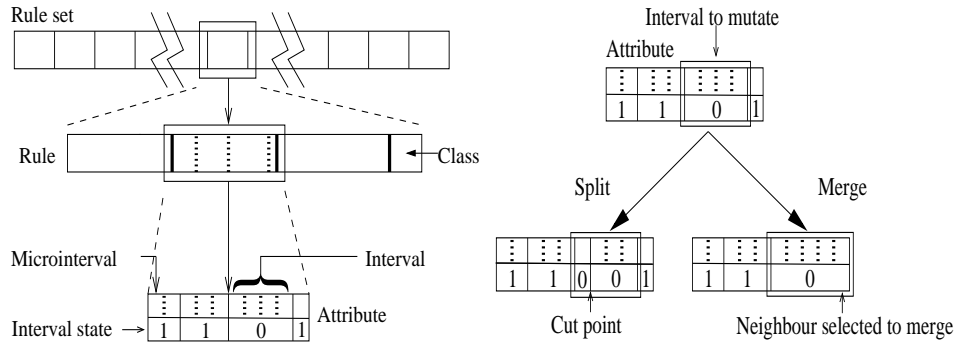 Rule set
Rule
Class
Microinterval
Interval
Attribute
Interval state
1 1 0 1
Interval to mutate
Attribute
1 1 0 1
Split
Merge
1 1 0 0 1
1 1 0
Cut point
Neighbour selected to merge